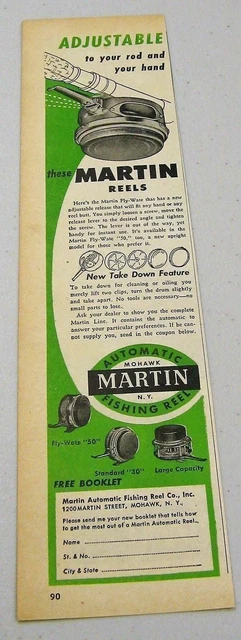 ADJUSTABLE
to your rod and
your hand
these MARTIN
REELS
Here's the Martin Fly-Wate that has a new
adjustable release that will fit any hand or any
reel butt. You simply loosen a screw, move the
release lever to the desired angle and tighten
the screw. The lever is out of the way, yet
handy for instant use. It's available in the
Martin Fly-Wate "50," too, a new upright
model for those who prefer it.
New Take Down Feature
To take down for cleaning or oiling you
merely lift two clips, turn the drum slightly
and take apart. No tools are necessary—no
small parts to lose.
Ask your dealer to show you the complete
Martin Line. It contains the automatic to
answer your particular preferences. If he can-
not supply you, send in the coupon below.
AUTOMATIC
MOHAWK
MARTIN
N.Y.
FISHING REEL
Fly-Wate "50"
Standard "30"
Large Capacity
FREE BOOKLET
Martin Automatic Fishing Reel Co., Inc.
1200 MARTIN STREET, MOHAWK, N. Y.
Please send me your new booklet that tells how
to get the most out of a Martin Automatic Reel.
Name
St. & No.
City & State
90